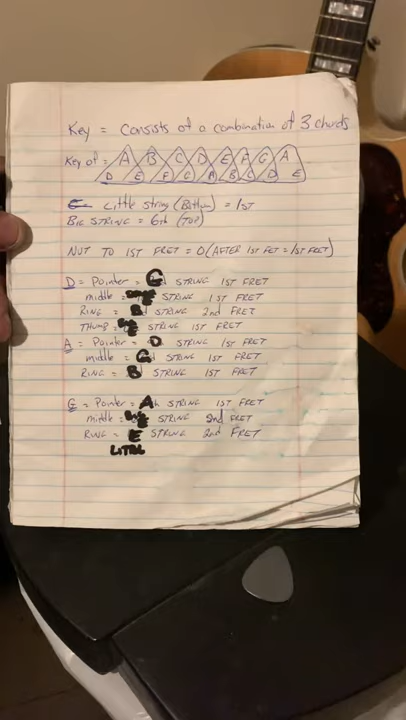 Key = Consists of a combination of 3 chords
Key of = A B C D E F G A
D E F G A B C D E
Little string (Bottom) = 1st
Big string = 6th (Top)
NUT TO 1ST FRET = 0 (AFTER 1ST FET = 1ST FRET)
D = Pointer = G STRING 1ST FRET
middle = STRING 1ST FRET
RING = B STRING 2nd FRET
THUMB = STRING 1ST FRET
A = Pointer = D STRING 1ST FRET
middle = G STRING 1ST FRET
RING = B STRING 1ST FRET
G = Pointer = A STRING 1ST FRET
middle = STRING 2nd FRET
RING = E STRING 2nd FRET